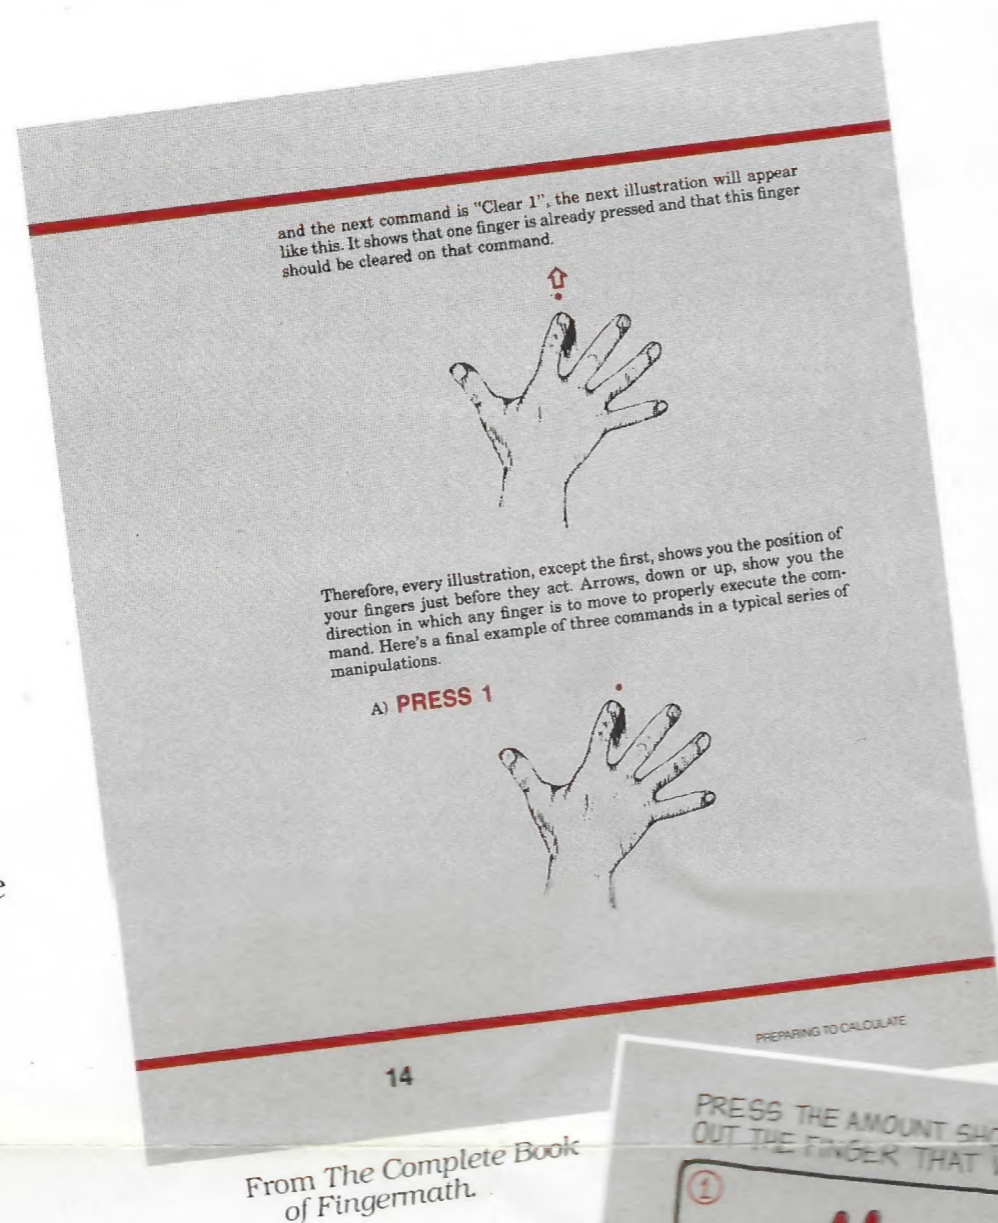 and the next command is "Clear 1", the next illustration will appear
like this. It shows that one finger is already pressed and that this finger
should be cleared on that command.
Therefore, every illustration, except the first, shows you the position of
your fingers just before they act. Arrows, down or up, show you the
direction in which any finger is to move to properly execute the com-
mand. Here's a final example of three commands in a typical series of
manipulations.
A) PRESS 1
PREPARING TO CALCULATE
14
From The Complete Book
of Fingermath.
PRESS THE AMOUNT
OUT THE FINGER THAT
1